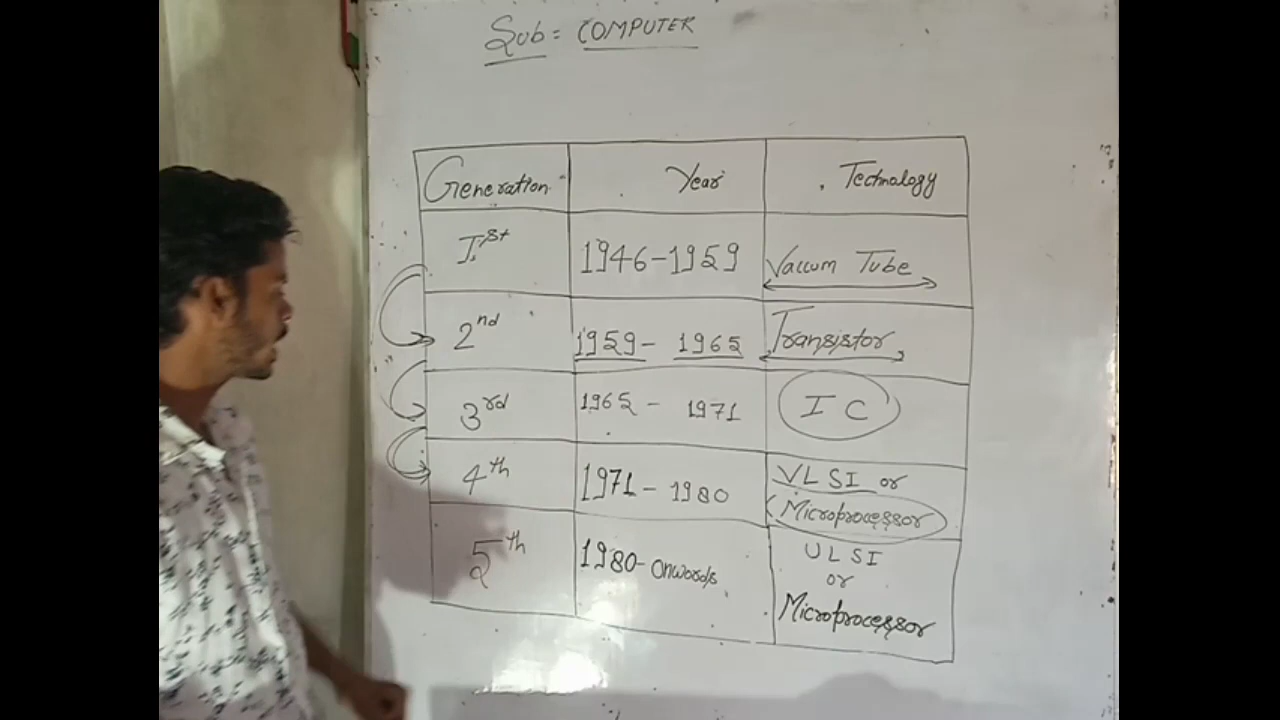 Sub = COMPUTER
Generation Year Technology
1st 1946-1959 Vaccum Tube
2nd 1959- 1965 Transistor
3rd 1965 - 1971 IC
4th 1971 - 1980 VLSI or
Microprocessor
5th 1980- onwords ULSI
or
Microprocessor